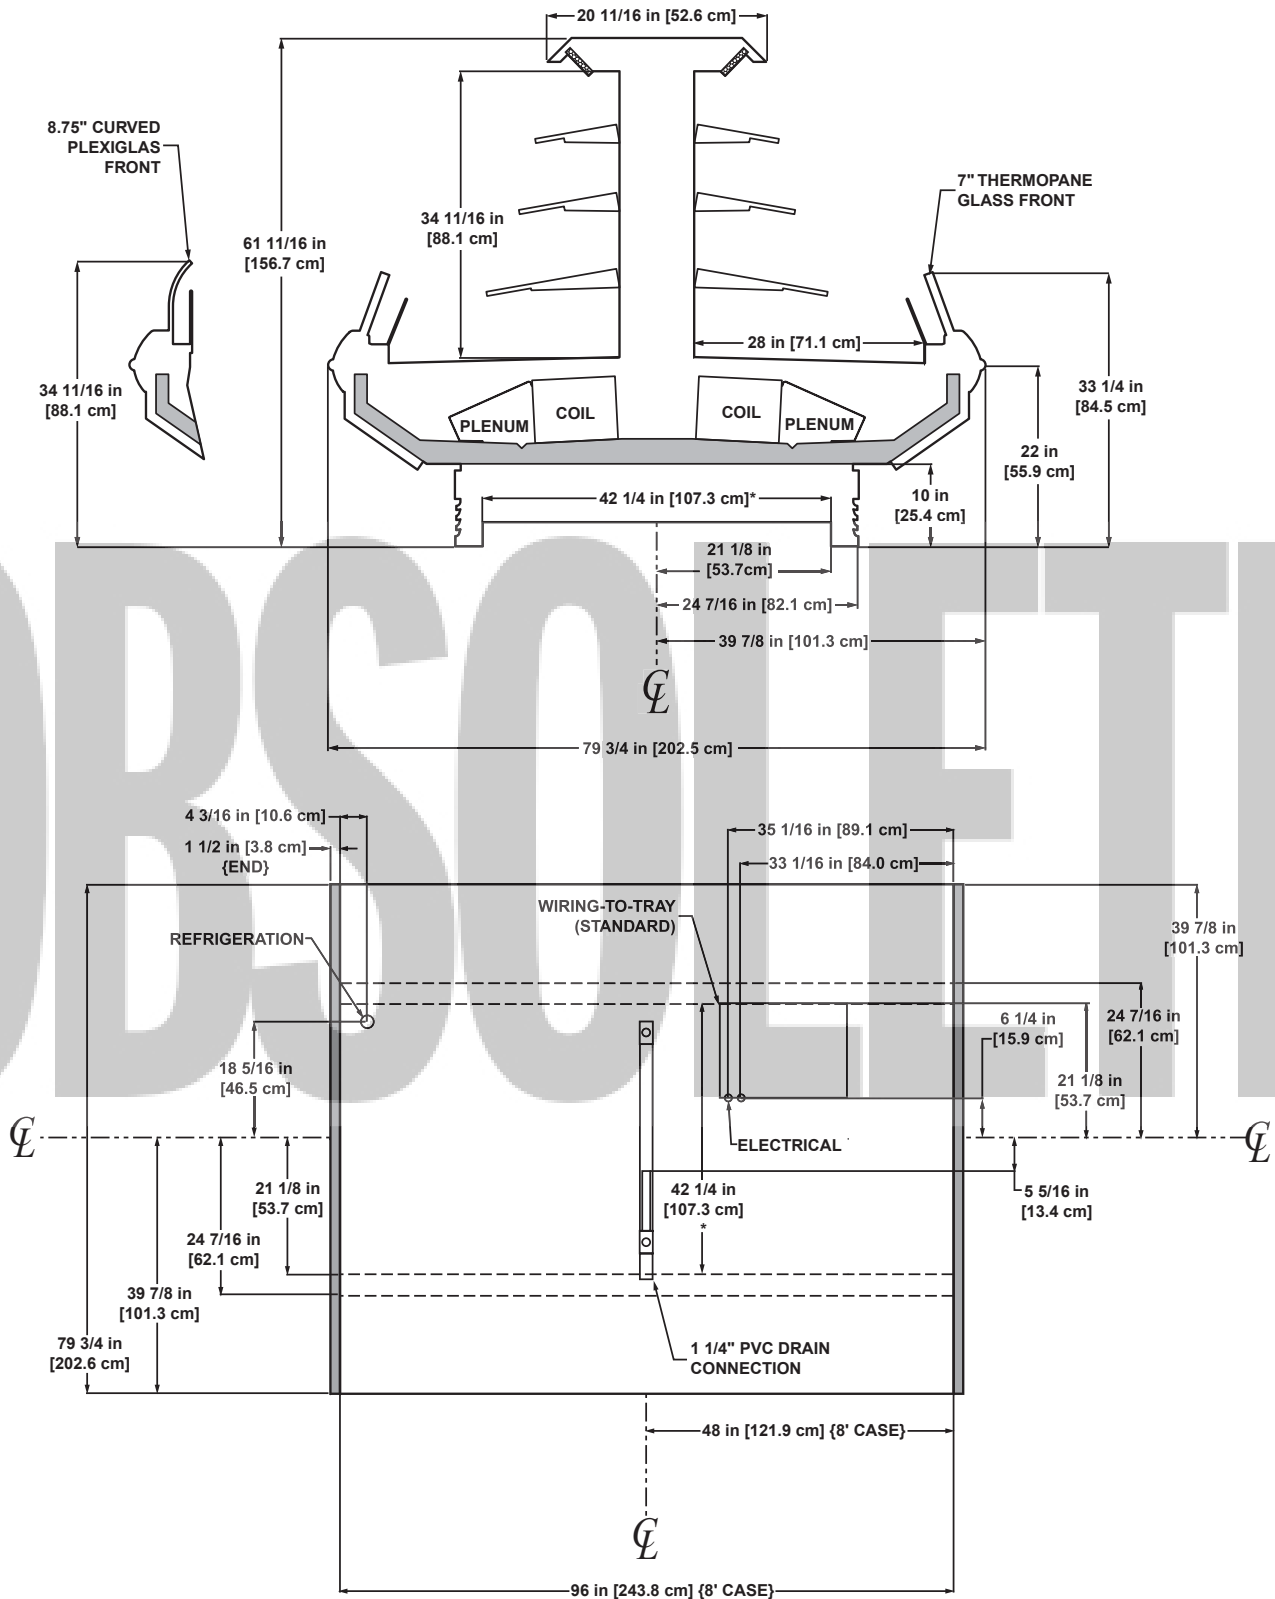 20 11/16 in [52.6 cm]
8.75" CURVED
PLEXIGLAS
FRONT
7" THERMOPANE
GLASS FRONT
34 11/16 in
[88.1 cm]
61 11/16 in
[156.7 cm]
28 in [71.1 cm]
34 11/16 in
[88.1 cm]
33 1/4 in
[84.5 cm]
PLENUM
COIL
COIL
PLENUM
22 in
[55.9 cm]
42 1/4 in [107.3 cm]*
10 in
[25.4 cm]
21 1/8 in
[53.7cm]
24 7/16 in [82.1 cm]
39 7/8 in [101.3 cm]
CL
79 3/4 in [202.5 cm]
OBSOLETE
4 3/16 in [10.6 cm]
1 1/2 in [3.8 cm]
{END}
35 1/16 in [89.1 cm]
33 1/16 in [84.0 cm]
WIRING-TO-TRAY
(STANDARD)
REFRIGERATION
39 7/8 in
[101.3 cm]
6 1/4 in
[15.9 cm]
24 7/16 in
[62.1 cm]
18 5/16 in
[46.5 cm]
21 1/8 in
[53.7 cm]
CL
CL
ELECTRICAL
21 1/8 in
[53.7 cm]
42 1/4 in
[107.3 cm]
*
5 5/16 in
[13.4 cm]
24 7/16 in
[62.1 cm]
39 7/8 in
[101.3 cm]
79 3/4 in
[202.6 cm]
1 1/4" PVC DRAIN
CONNECTION
48 in [121.9 cm] {8' CASE}
CL
96 in [243.8 cm] {8' CASE}